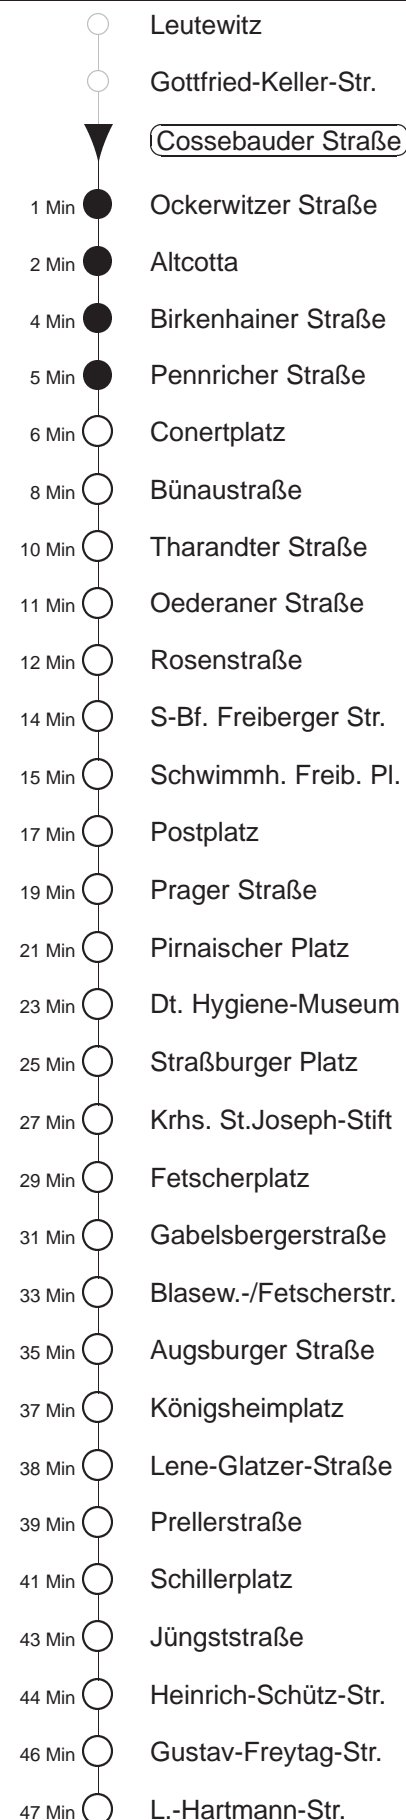 Leutewitz
Gottfried-Keller-Str.
Cossebauder Straße
1 Min Ockerwitzer Straße
2 Min Altcotta
4 Min Birkenhainer Straße
5 Min Pennricher Straße
6 Min Conertplatz
8 Min Bünaustraße
10 Min Tharandter Straße
11 Min Oederaner Straße
12 Min Rosenstraße
14 Min S-Bf. Freiberger Str.
15 Min Schwimmh. Freib. Pl.
17 Min Postplatz
19 Min Prager Straße
21 Min Pirnaischer Platz
23 Min Dt. Hygiene-Museum
25 Min Straßburger Platz
27 Min Krhs. St.Joseph-Stift
29 Min Fetscherplatz
31 Min Gabelsbergerstraße
33 Min Blasew.-/Fetscherstr.
35 Min Augsburger Straße
37 Min Königsheimplatz
38 Min Lene-Glatzer-Straße
39 Min Prellerstraße
41 Min Schillerplatz
43 Min Jüngststraße
44 Min Heinrich-Schütz-Str.
46 Min Gustav-Freytag-Str.
47 Min L.-Hartmann-Str.